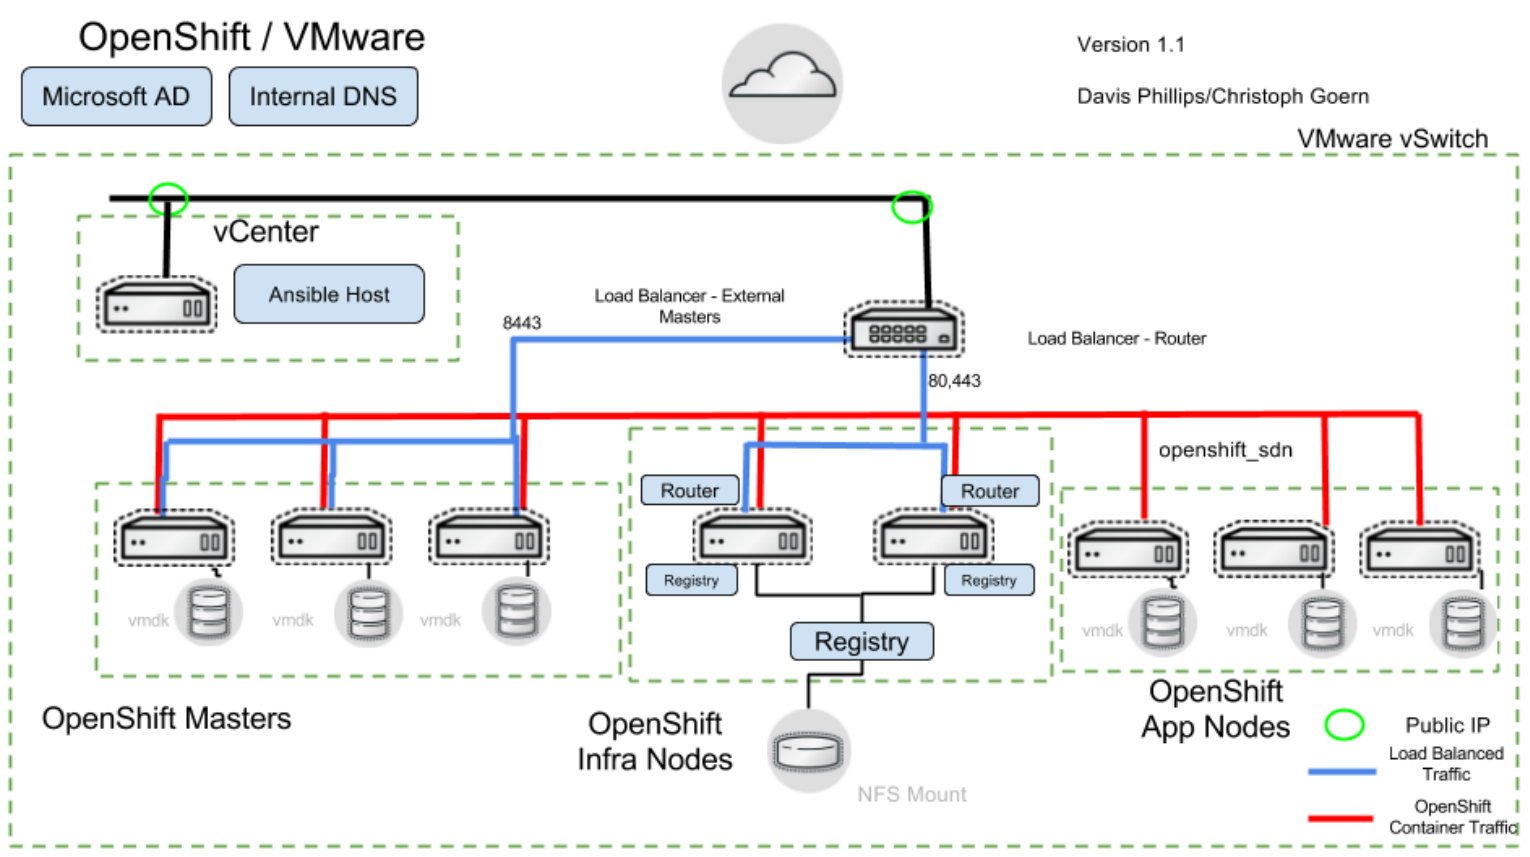 OpenShift / VMware
Microsoft AD
Internal DNS
Version 1.1
Davis Phillips/Christoph Goern
VMware vSwitch
vCenter
Ansible Host
Load Balancer - External
Masters
8443
Load Balancer - Router
80,443
openshift_sdn
Router
Router
Registry
Registry
vmdk
vmdk
vmdk
Registry
vmdk
vmdk
vmdk
OpenShift Masters
OpenShift
Infra Nodes
NFS Mount
OpenShift
App Nodes
Public IP
Load Balanced
Traffic
OpenShift
Container Traffic